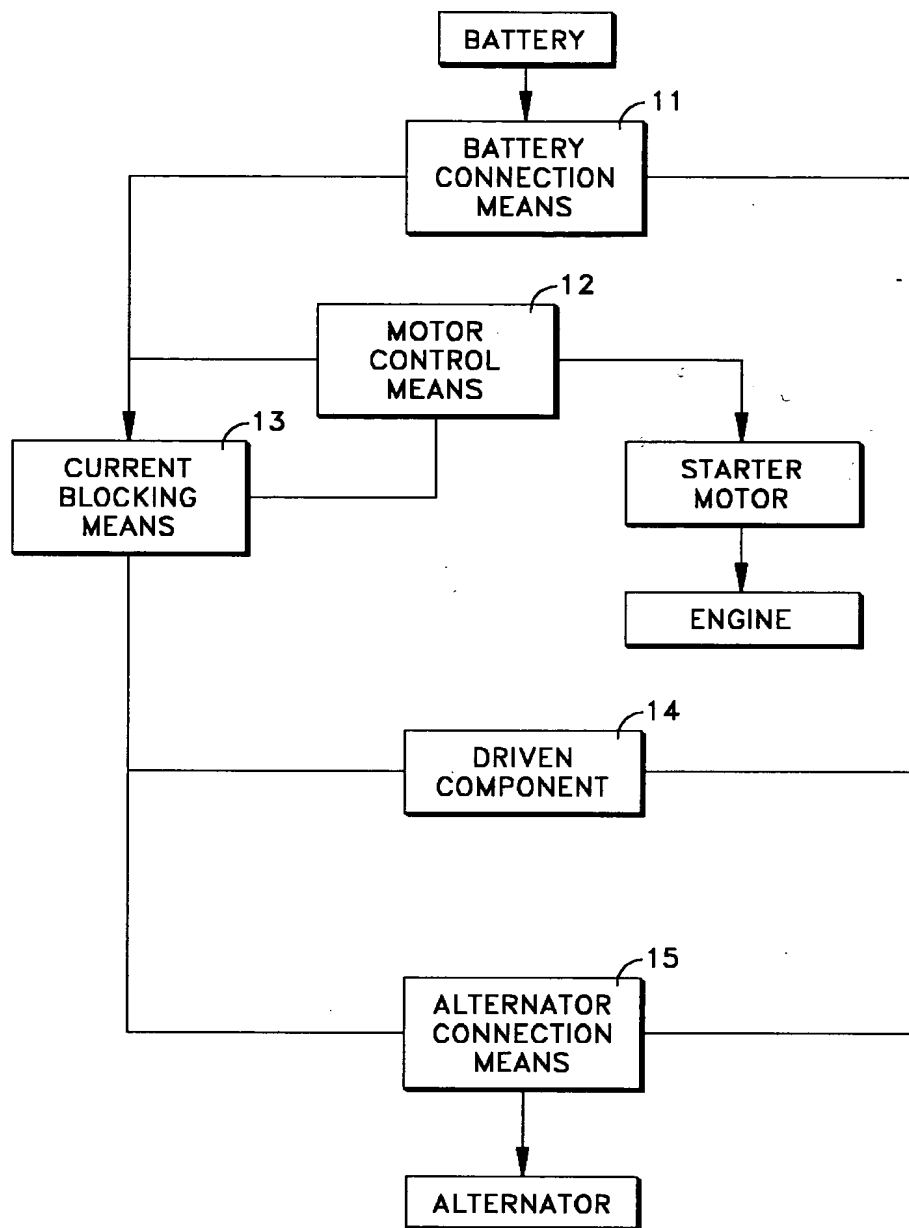 BATTERY
11
BATTERY
CONNECTION
MEANS
12
MOTOR
CONTROL
MEANS
13
CURRENT
BLOCKING
MEANS
STARTER
MOTOR
ENGINE
14
DRIVEN
COMPONENT
15
ALTERNATOR
CONNECTION
MEANS
ALTERNATOR